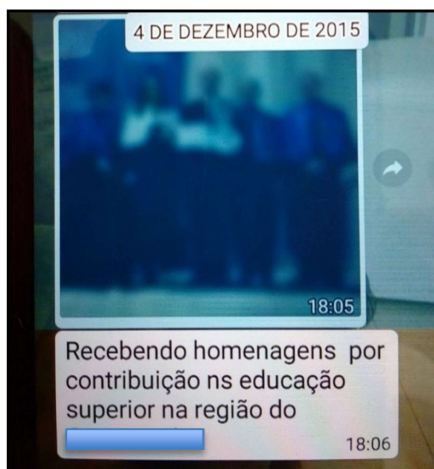 4 DE DEZEMBRO DE 2015
18:05
Recebendo homenagens por
contribuição ns educação
superior na região do
18:06